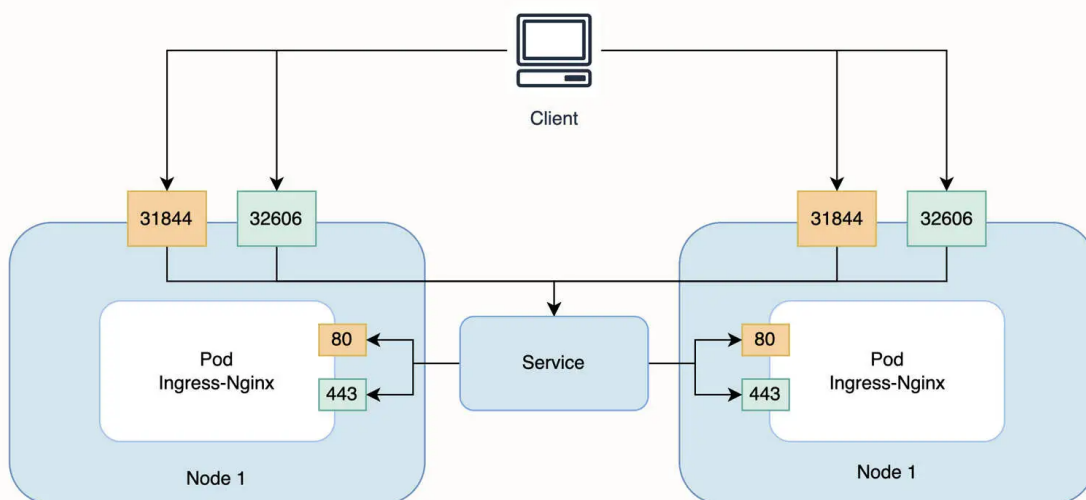 Client
31844
32606
31844
32606
80
443
Pod
Ingress-Nginx
Service
80
443
Pod
Ingress-Nginx
Node 1
Node 1